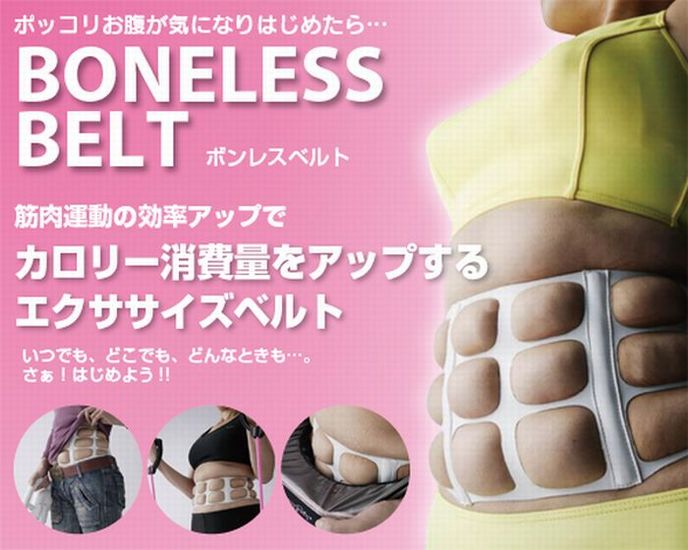 ポッコリお腹が気になりはじめたら…
BONELESS
BELT ボンレスベルト
筋肉運動の効率アップで
カロリー消費量をアップする
エクササイズベルト
いつでも、どこでも、どんなときも…。
さぁ!はじめよう!!